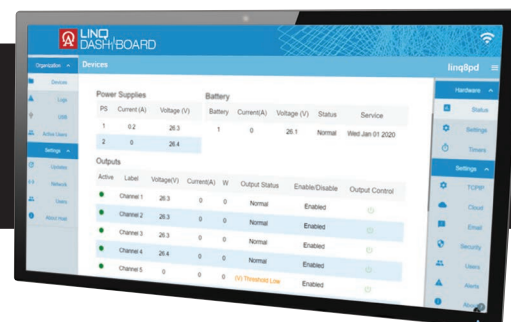 LINQ
DASH BOARD
Organization
Devices
linq8pd
Devices
Logs
USB
Active Users
Settings
Updates
Network
Users
About Hub
Power Supplies
PS Current (A) Voltage (V)
1 0.2 26.3
2 0 26.4
Battery
Battery Current(A) Voltage (V) Status Service
1 0 26.1 Normal Wed Jan 01 2020
Outputs
Active Label Voltage(V) Current(A) W Output Status Enable/Disable Output Control
Channel 1 26.3 0 0 Normal Enabled
Channel 2 26.3 0 0 Normal Enabled
Channel 3 26.3 0 0 Normal Enabled
Channel 4 26.4 0 0 Normal Enabled
Channel 5 0 0 0 (V) Threshold Low Enabled
Hardware
Status
Settings
Timers
Settings
TCP/IP
Cloud
Email
Security
Users
Alerts